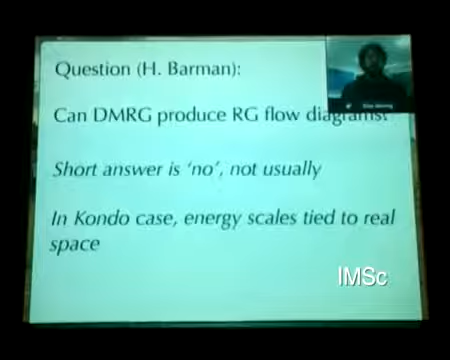 Question (H. Barman):
Can DMRG produce RG flow diagrams?
Short answer is 'no', not usually
In Kondo case, energy scales tied to real
space
IMSc